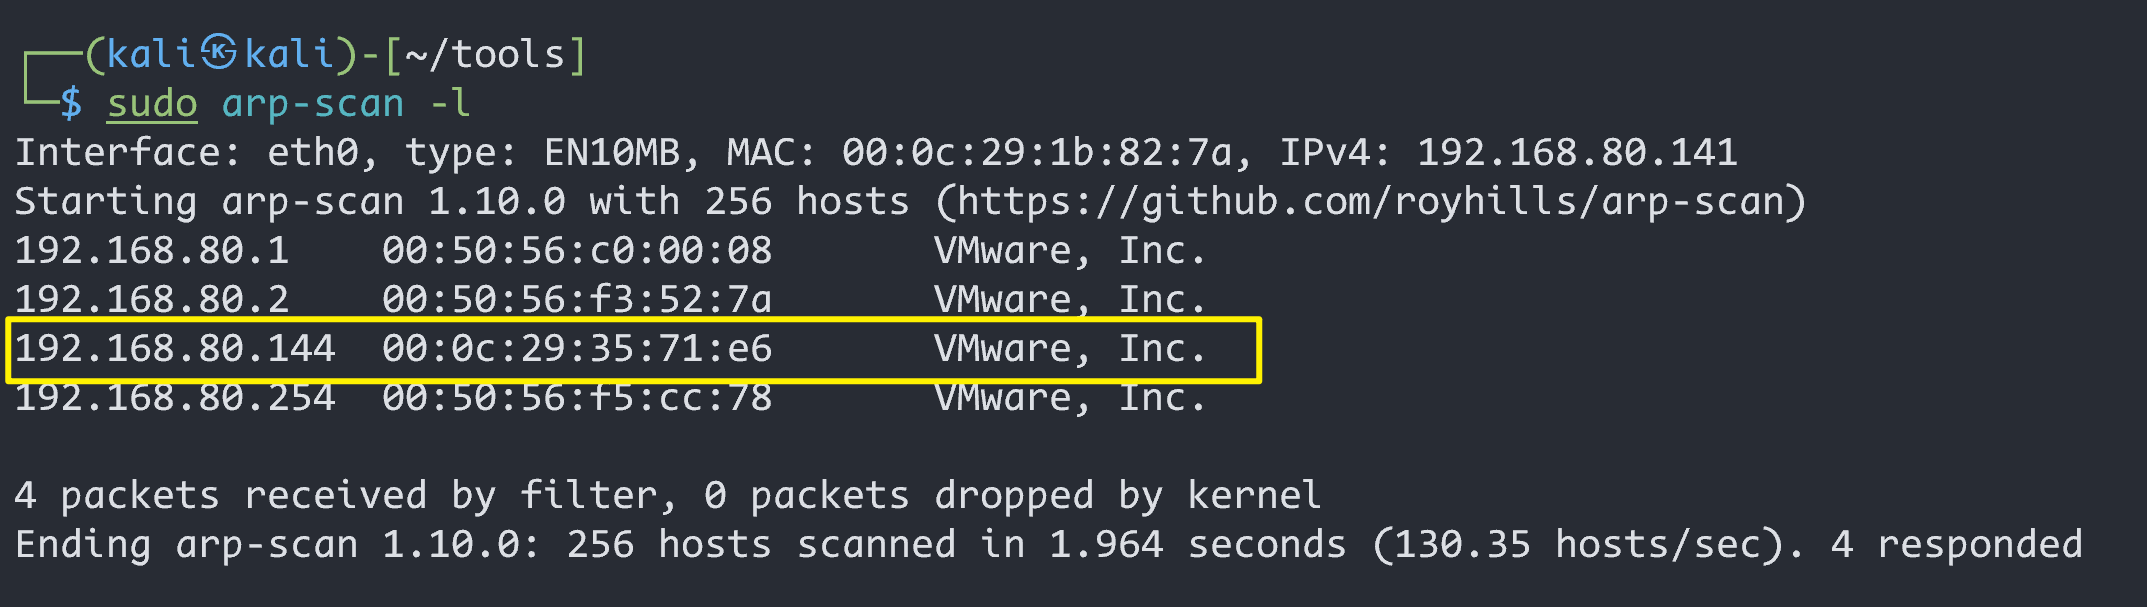 ┌──(kali㉿kali)-[~/tools]
└─$ sudo arp-scan -l
Interface: eth0, type: EN10MB, MAC: 00:0c:29:1b:82:7a, IPv4: 192.168.80.141
Starting arp-scan 1.10.0 with 256 hosts (https://github.com/royhills/arp-scan)
192.168.80.1    00:50:56:c0:00:08       VMware, Inc.
192.168.80.2    00:50:56:f3:52:7a       VMware, Inc.
192.168.80.144  00:0c:29:35:71:e6       VMware, Inc.
192.168.80.254  00:50:56:f5:cc:78       VMware, Inc.
4 packets received by filter, 0 packets dropped by kernel
Ending arp-scan 1.10.0: 256 hosts scanned in 1.964 seconds (130.35 hosts/sec). 4 responded